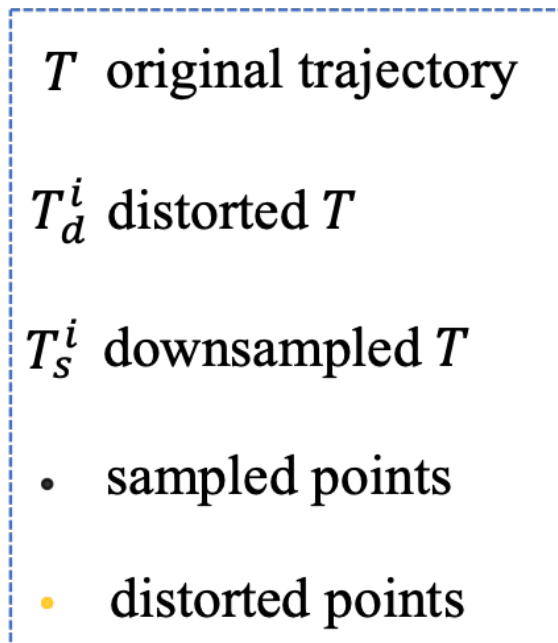 T original trajectory
T_d^i distorted T
T_s^i downsampled T
sampled points
distorted points